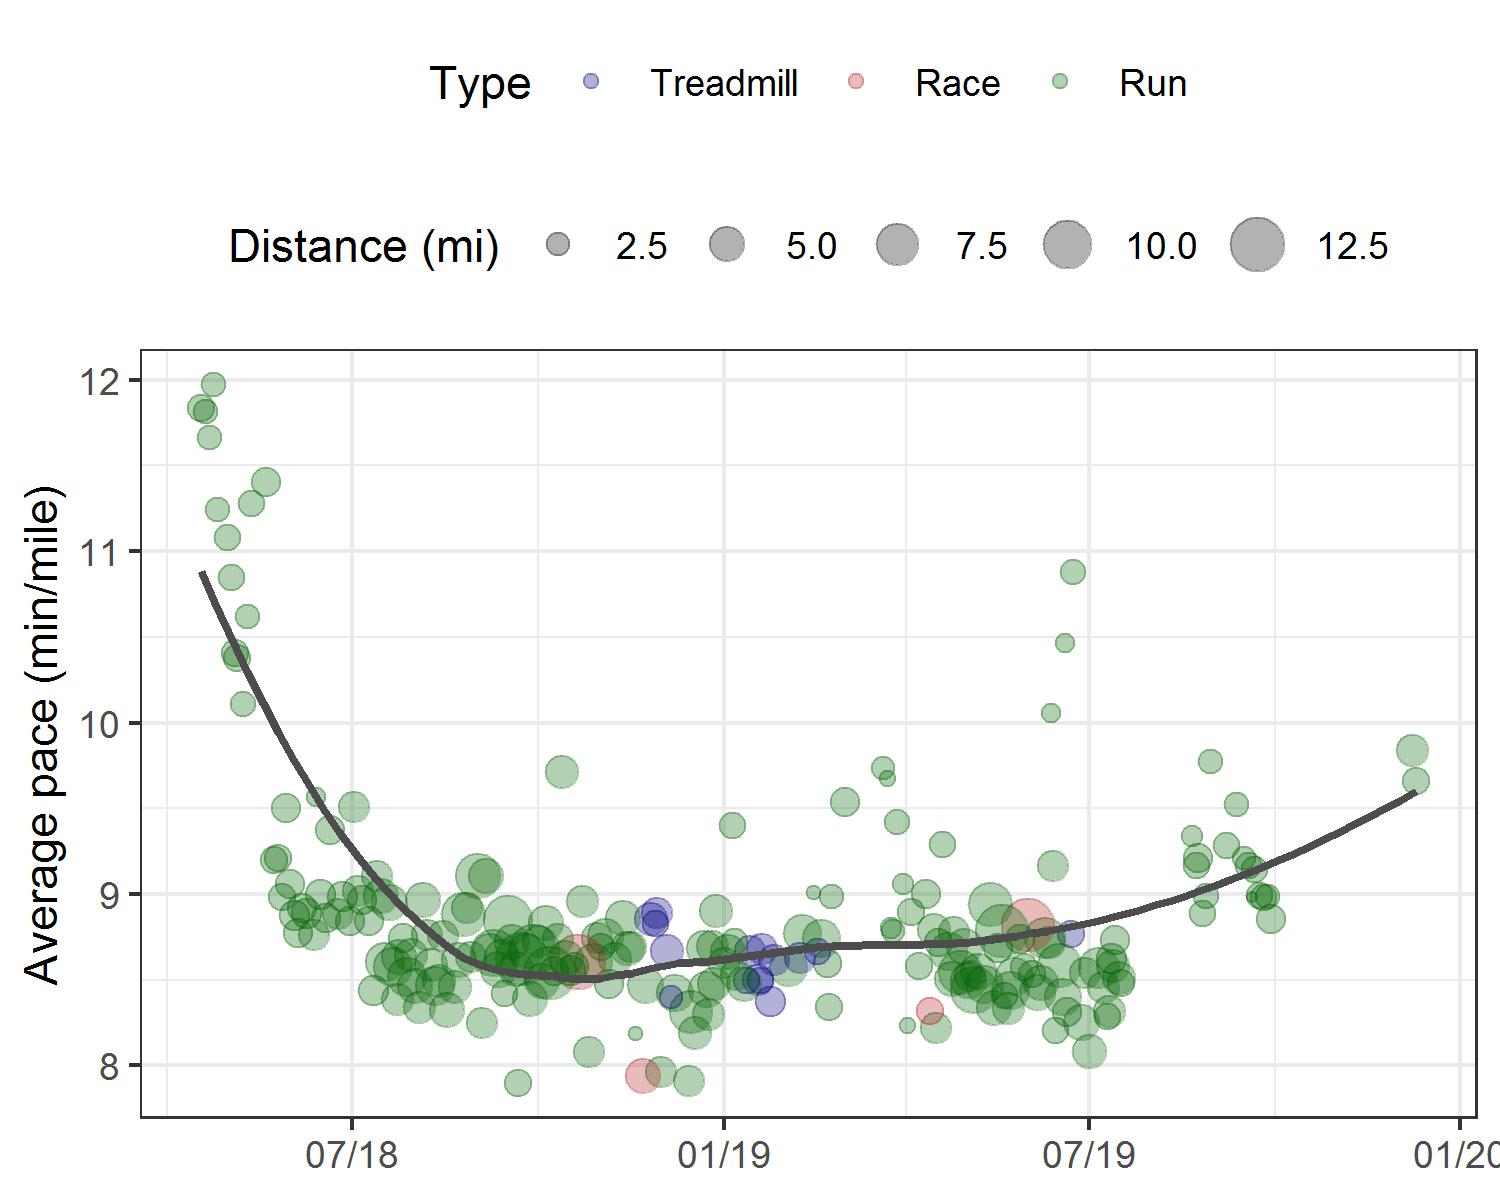 Type Treadmill Race Run
Distance (mi) 2.5 5.0 7.5 10.0 12.5
Average pace (min/mile)
12
11
10
9
8
07/18 01/19 07/19 01/20